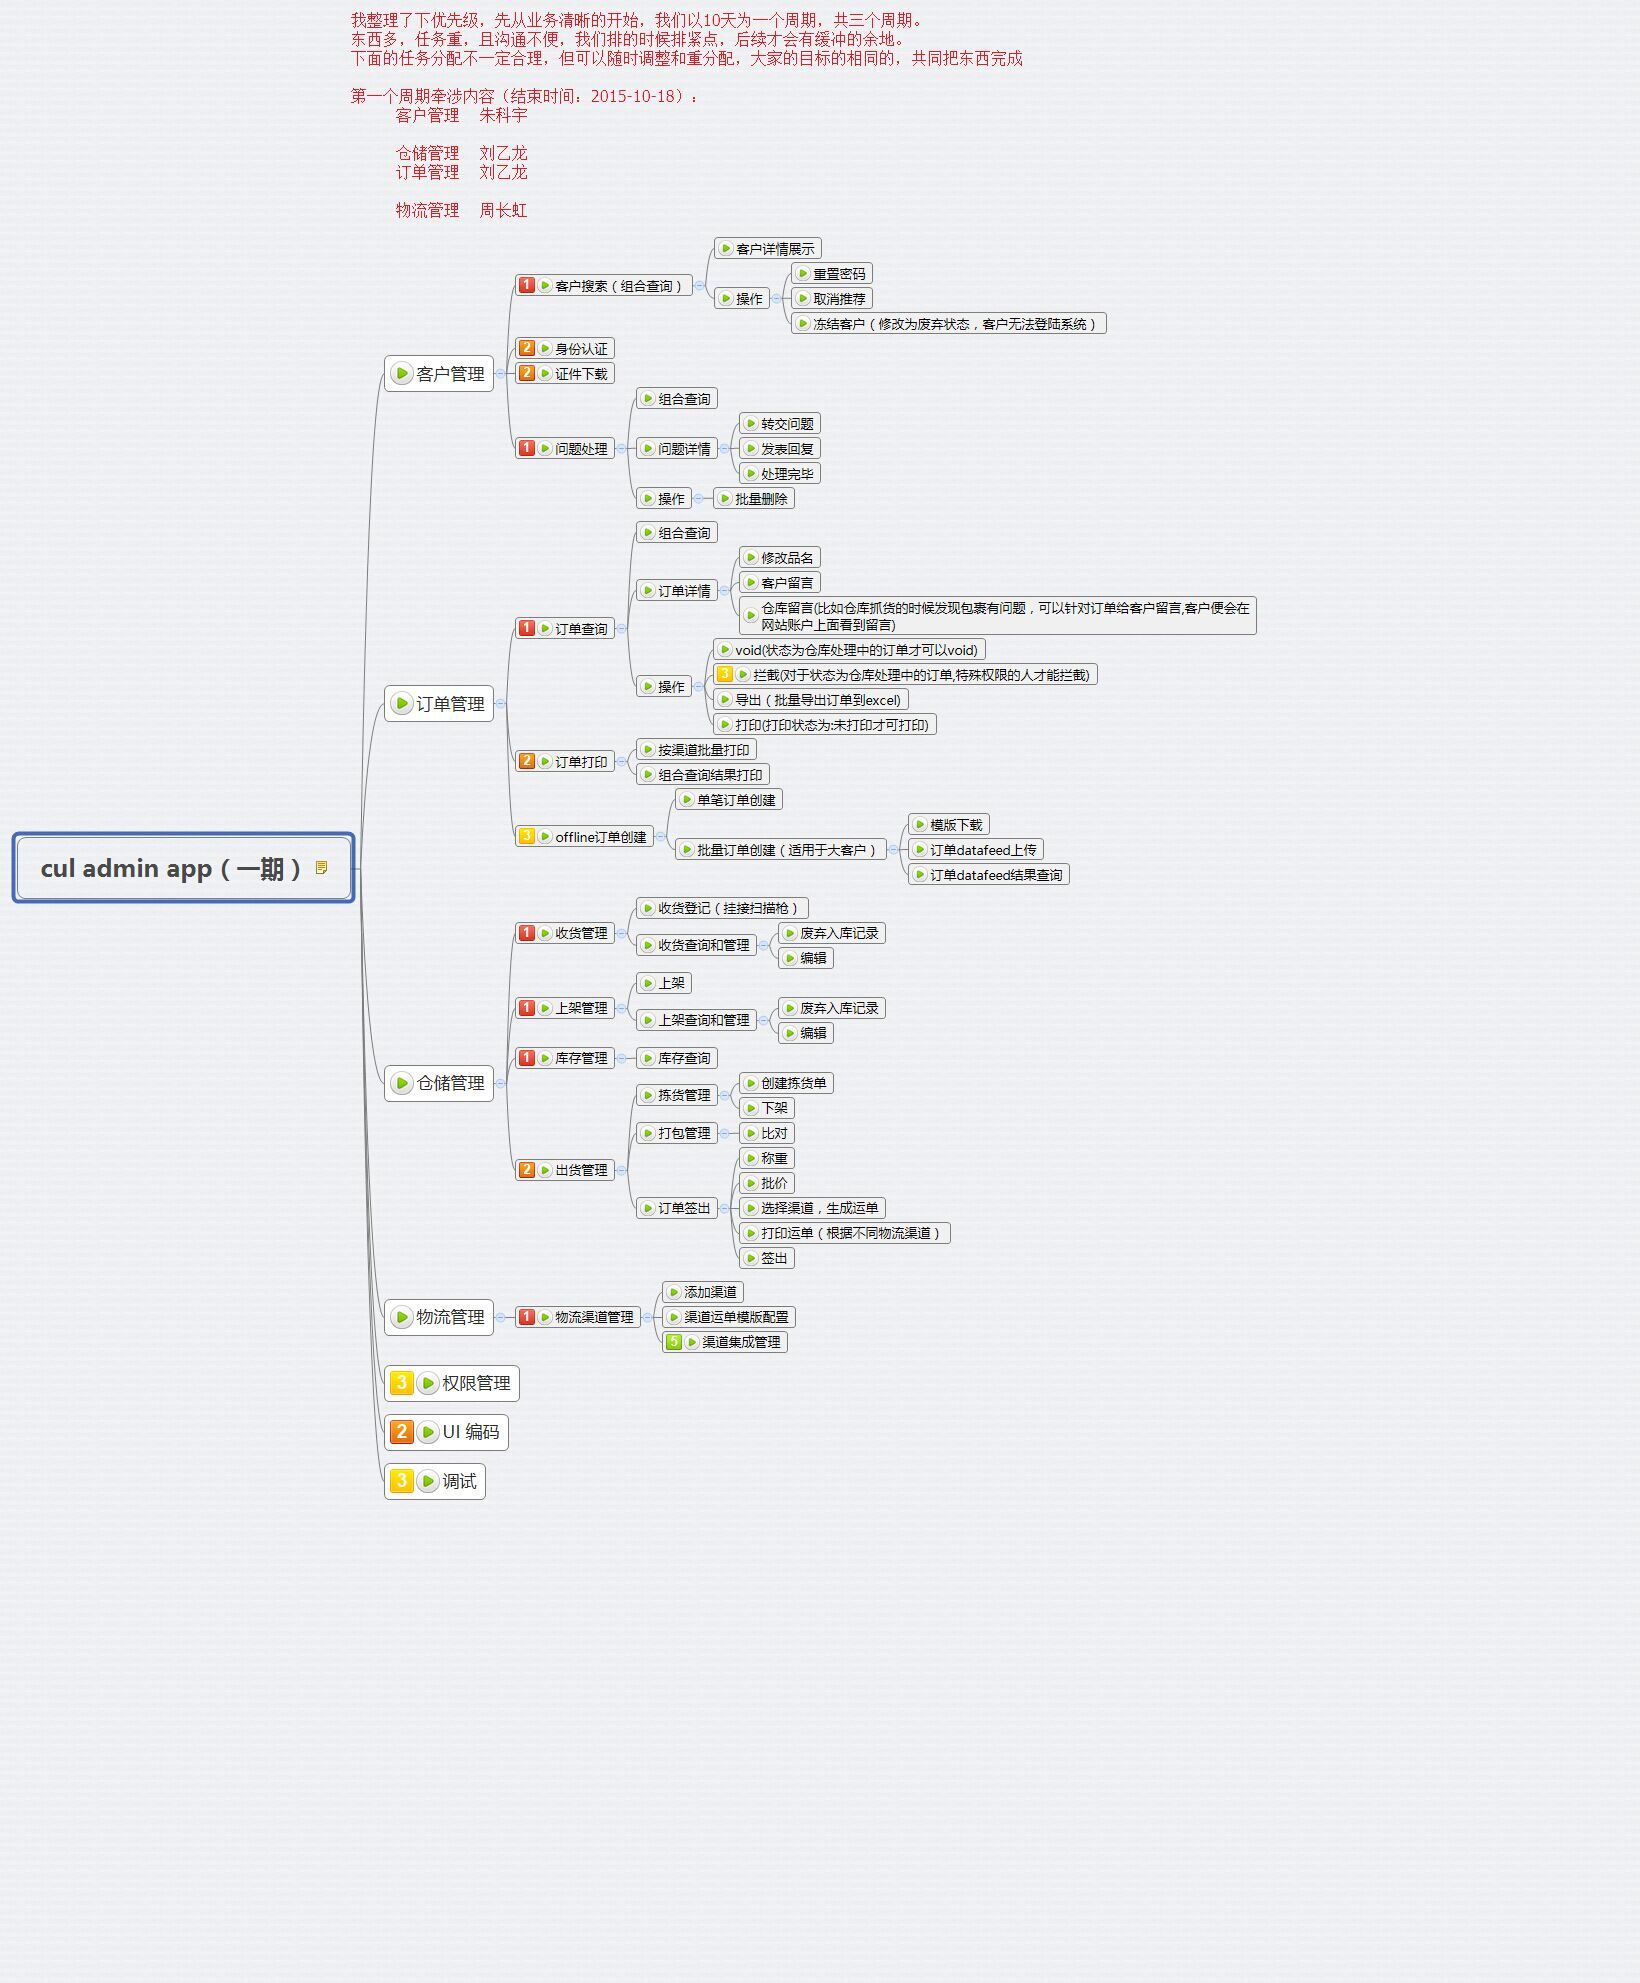 我整理了下优先级，先从业务清晰的开始，我们以10天为一个周期，共三个周期。
东西多，任务重，且沟通不便，我们排的时候排紧点，后续才会有缓冲的余地。
下面的任务分配不一定合理，但可以随时调整和重分配，大家的目标的相同的，共同把东西完成
第一个周期牵涉内容（结束时间：2015-10-18）：
客户管理 朱科宇
仓储管理 刘乙龙
订单管理 刘乙龙
物流管理 周长虹
cul admin app（一期）
客户管理
1 客户搜索（组合查询）
客户详情展示
操作
重置密码
取消推荐
冻结客户（修改为废弃状态，客户无法登陆系统）
2 身份认证
2 证件下载
1 问题处理
组合查询
问题详情
转交问题
发表回复
处理完毕
操作
批量删除
订单管理
1 订单查询
组合查询
订单详情
修改品名
客户留言
仓库留言(比如仓库抓货的时候发现包裹有问题，可以针对订单给客户留言,客户便会在
网站账户上面看到留言)
操作
void(状态为仓库处理中的订单才可以void)
3 拦截(对于状态为仓库处理中的订单,特殊权限的人才能拦截)
导出（批量导出订单到excel)
打印(打印状态为:未打印才可打印)
2 订单打印
按渠道批量打印
组合查询结果打印
3 offline订单创建
单笔订单创建
批量订单创建（适用于大客户）
模版下载
订单datafeed上传
订单datafeed结果查询
仓储管理
1 收货管理
收货登记（挂接扫描枪）
收货查询和管理
废弃入库记录
编辑
1 上架管理
上架
上架查询和管理
废弃入库记录
编辑
1 库存管理
库存查询
2 出货管理
拣货管理
创建拣货单
下架
打包管理
比对
订单签出
称重
批价
选择渠道，生成运单
打印运单（根据不同物流渠道）
签出
物流管理
1 物流渠道管理
添加渠道
渠道运单模版配置
5 渠道集成管理
3 权限管理
2 UI 编码
3 调试